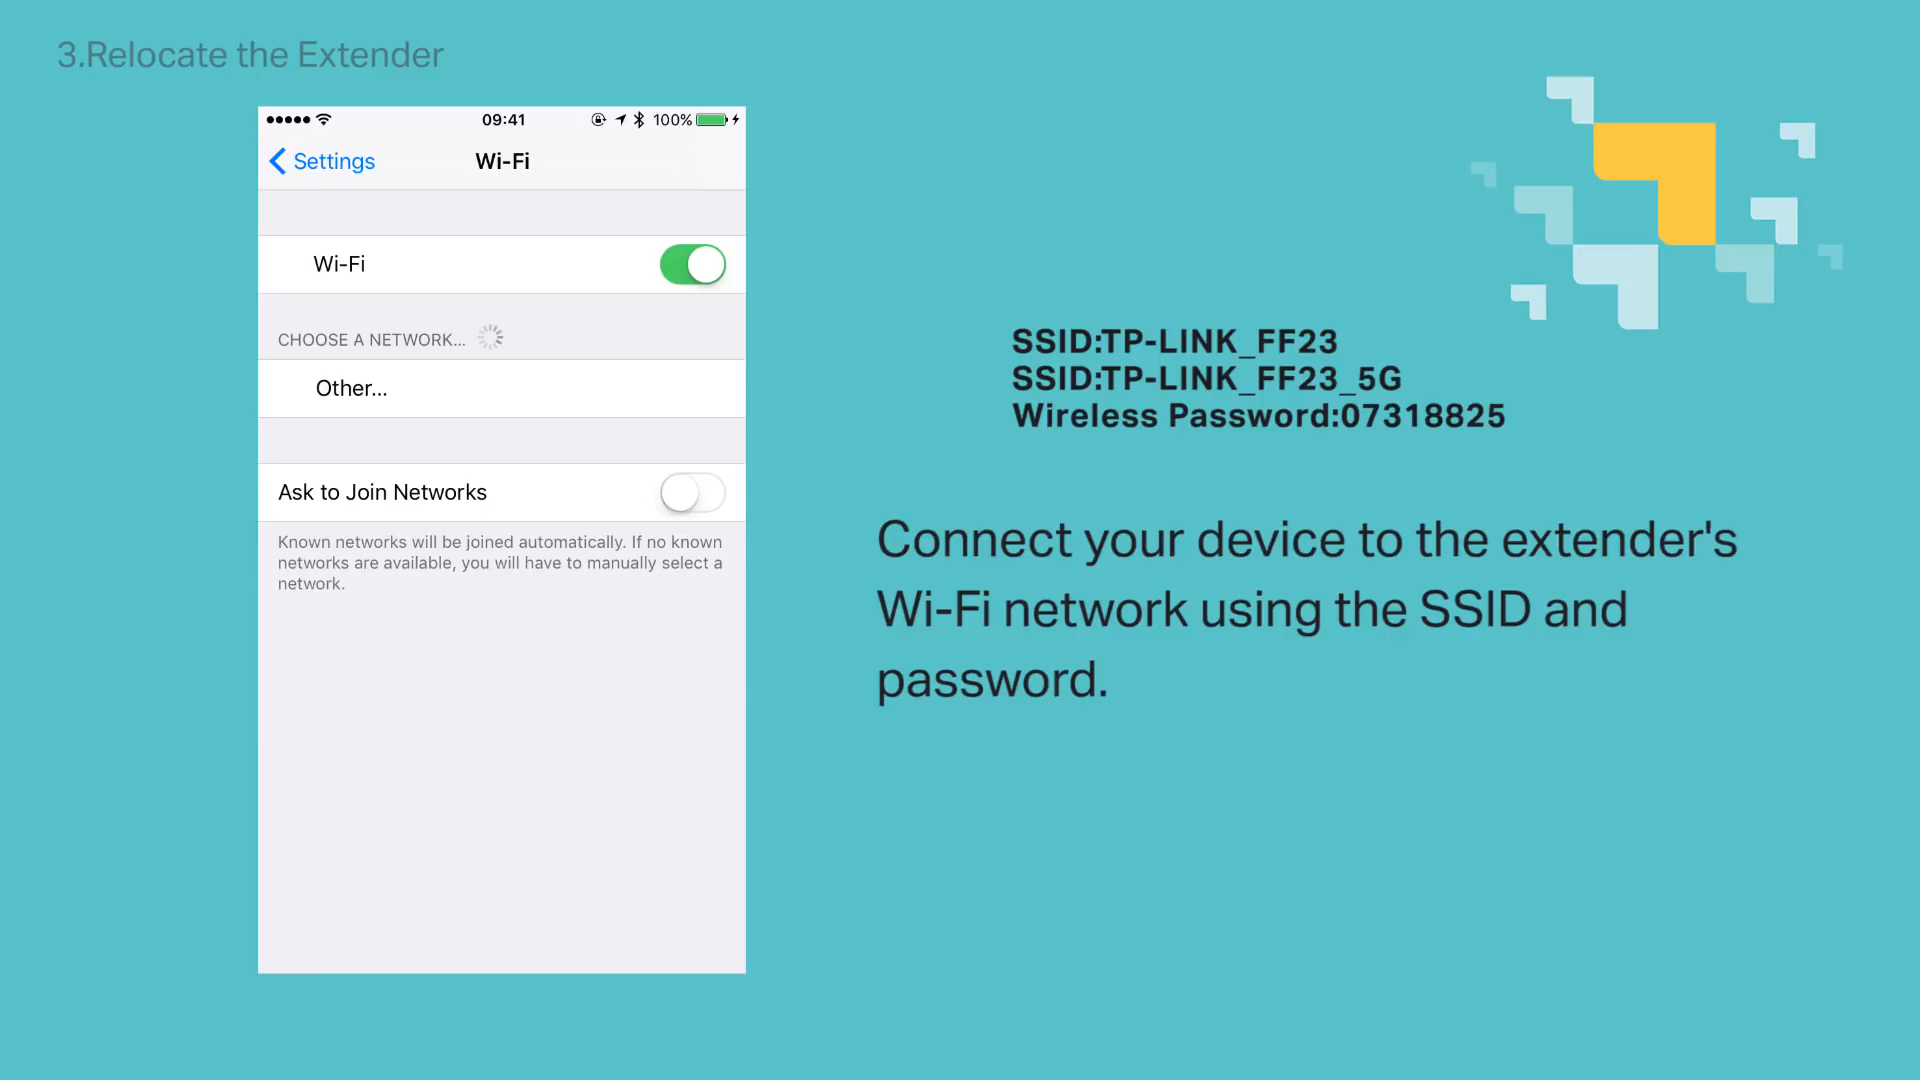 3.Relocate the Extender
09:41
100%
Settings
Wi-Fi
Wi-Fi
CHOOSE A NETWORK...
Other...
Ask to Join Networks
Known networks will be joined automatically. If no known
networks are available, you will have to manually select a
network.
SSID:TP-LINK_FF23
SSID:TP-LINK_FF23_5G
Wireless Password:07318825
Connect your device to the extender's
Wi-Fi network using the SSID and
password.